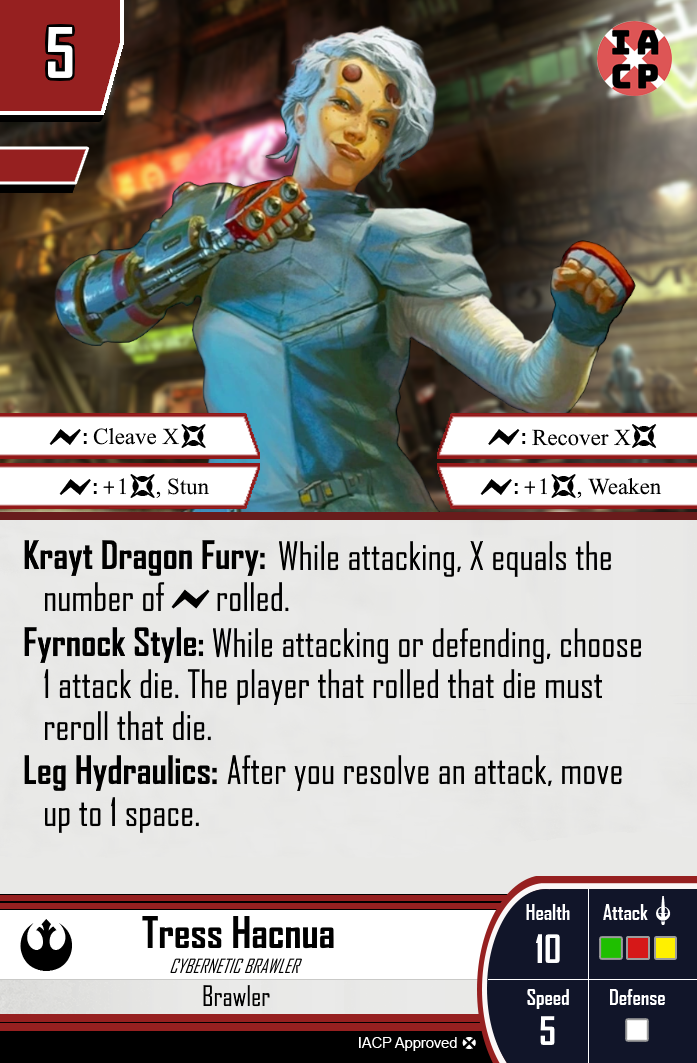 5
IA
CP
: Cleave X
: +1, Stun
: Recover X
: +1, Weaken
Krayt Dragon Fury: While attacking, X equals the
number of rolled.
Fyrnock Style: While attacking or defending, choose
1 attack die. The player that rolled that die must
reroll that die.
Leg Hydraulics: After you resolve an attack, move
up to 1 space.
Tress Hacnua
CYBERNETIC BRAWLER
Brawler
Health
10
Attack
Speed
5
Defense
IACP Approved